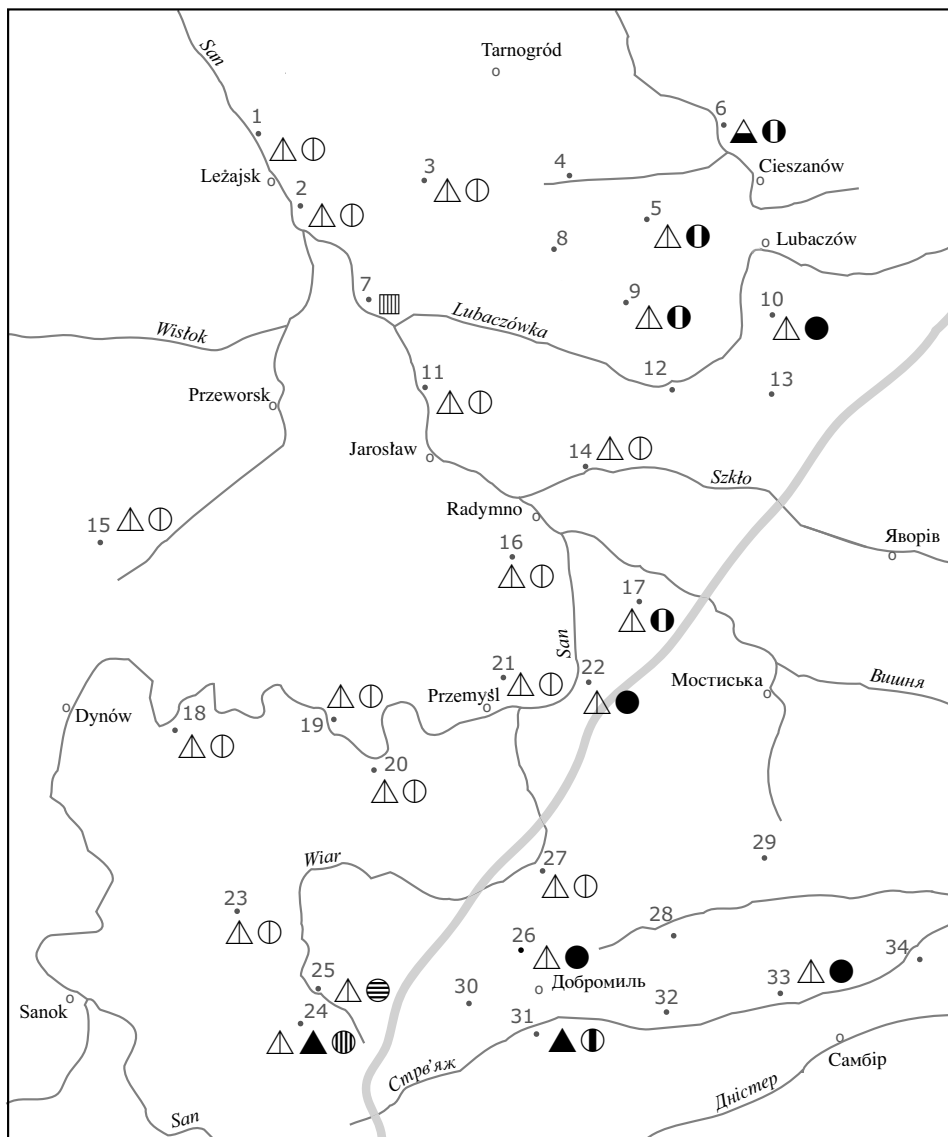 San
Tarnogród
1
6
Leżajsk
3
4
Cieszanów
2
5
Lubaczów
8
7
9
10
Lubaczówka
Wisłok
11
12
13
Przeworsk
Jarosław
14
Szkło
Radymno
15
16
Яворів
17
San
21
22
Przemyśl
Мостиська
Вишня
Dynów
18
19
20
Wiar
27
29
23
28
26
34
25
Добромиль
33
Sanok
30
32
24
31
Стрв'яж
Самбір
Дністер
San